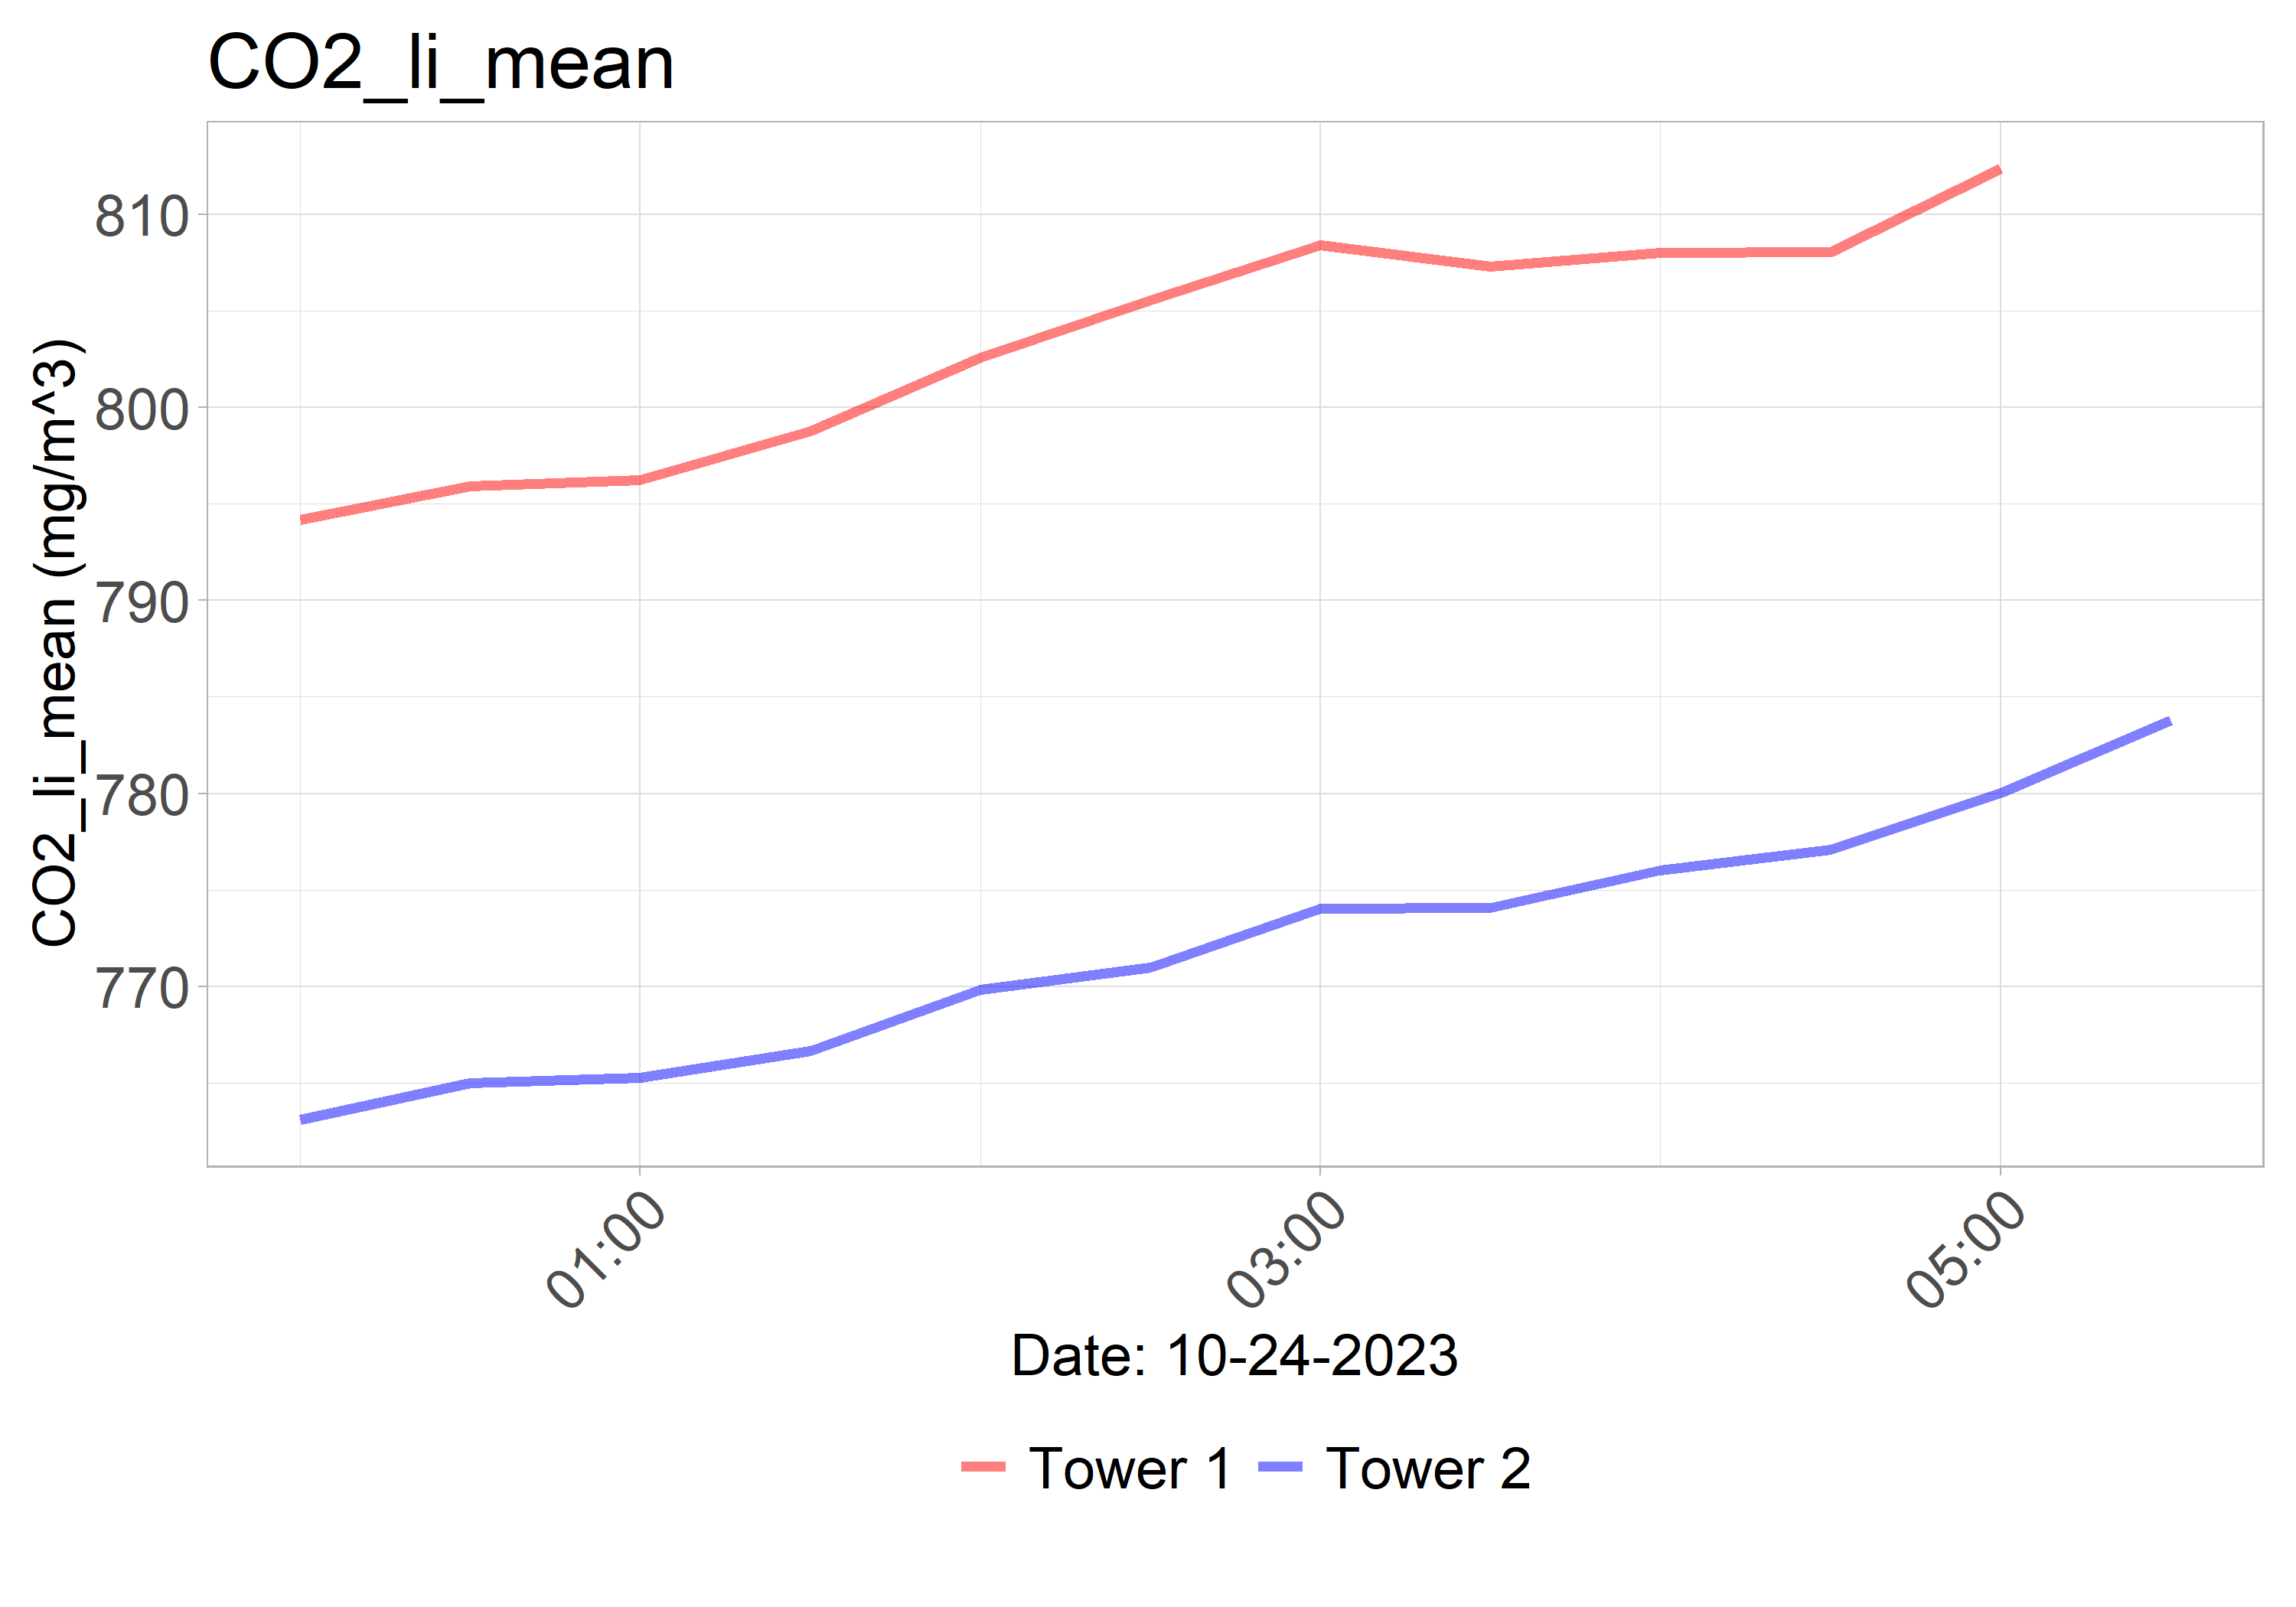 CO2_li_mean
CO2_li_mean (mg/m^3)
810
800
790
780
770
01:00
03:00
05:00
Date: 10-24-2023
Tower 1
Tower 2